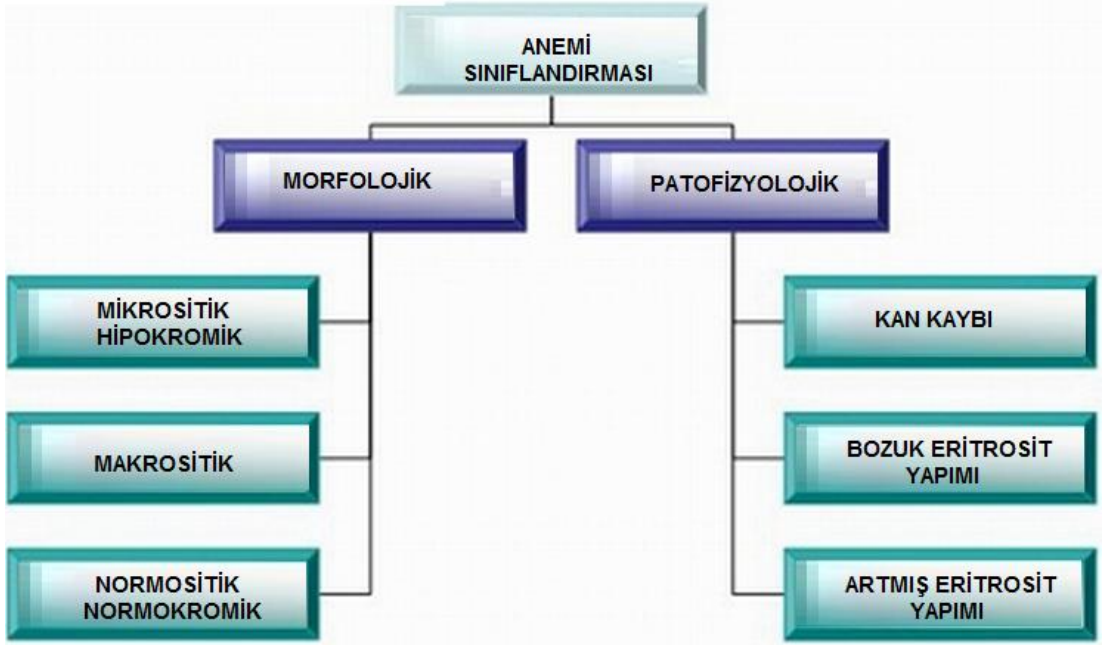 ANEMİ
SINIFLANDIRMASI
MORFOLOJİK
PATOFİZYOLOJİK
MİKROSİTİK
HİPOKROMİK
KAN KAYBI
MAKROSİTİK
BOZUK ERİTROSİT
YAPIMI
NORMOSİTİK
NORMOKROMİK
ARTMIŞ ERİTROSİT
YAPIMI